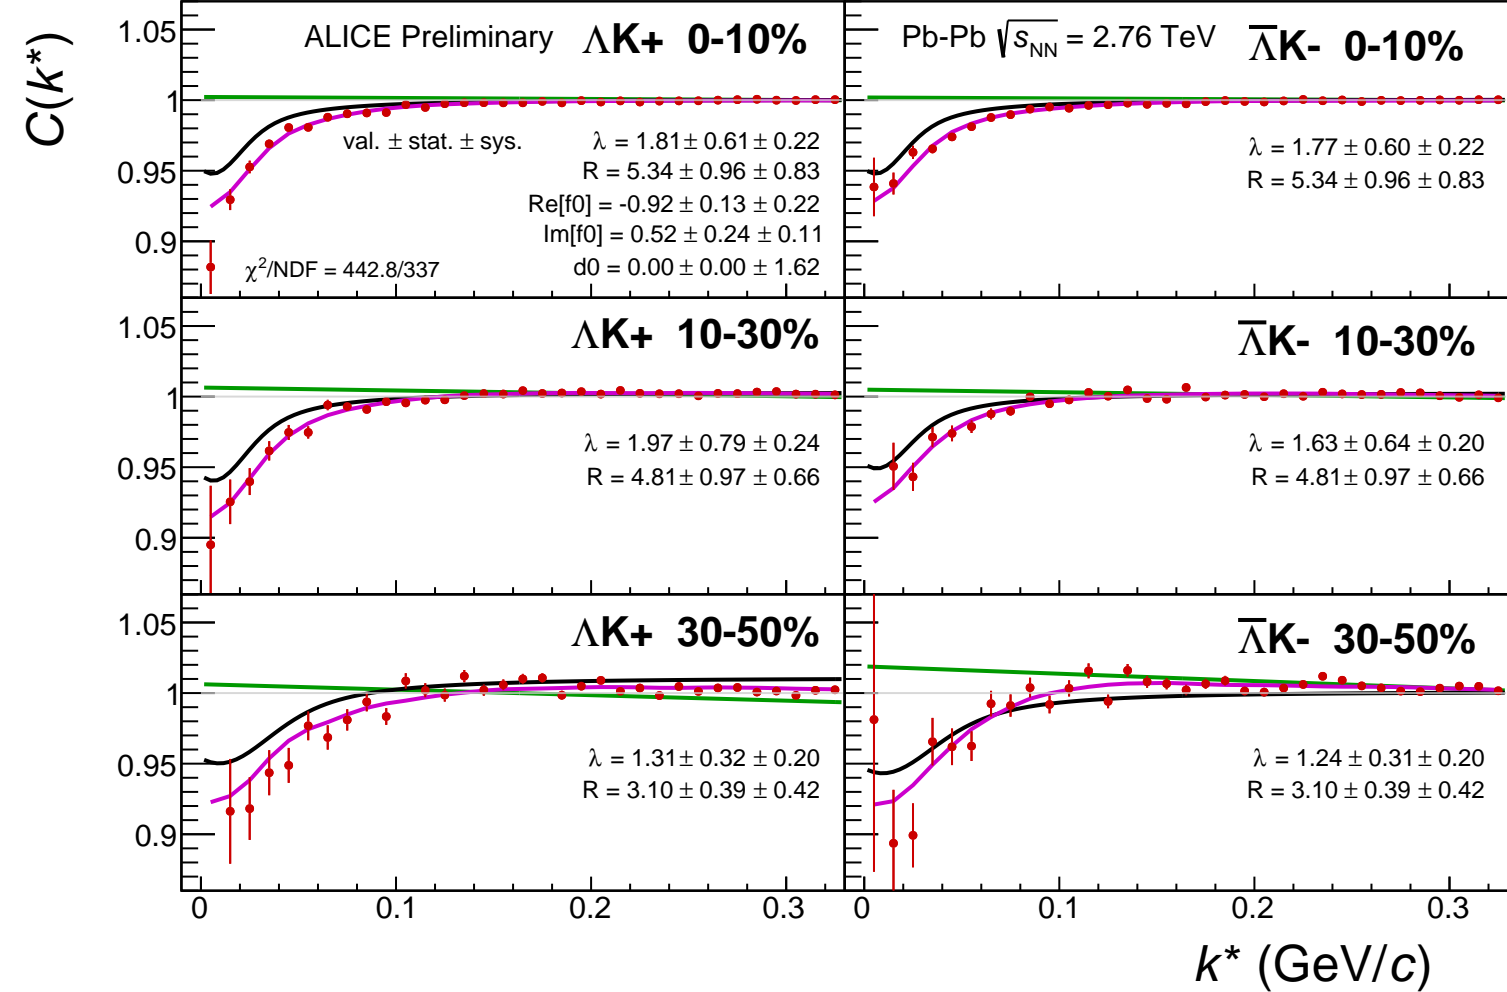 C(k*)
1.05
1
0.95
0.9
ALICE Preliminary ΛK+ 0-10%
val. ± stat. ± sys.
λ = 1.81± 0.61 ± 0.22
R = 5.34 ± 0.96 ± 0.83
Re[f0] = -0.92 ± 0.13 ± 0.22
Im[f0] = 0.52 ± 0.24 ± 0.11
d0 = 0.00 ± 0.00 ± 1.62
χ²/NDF = 442.8/337
Pb-Pb √s_NN = 2.76 TeV Λ̅K- 0-10%
λ = 1.77 ± 0.60 ± 0.22
R = 5.34 ± 0.96 ± 0.83
1.05
1
0.95
0.9
ΛK+ 10-30%
λ = 1.97 ± 0.79 ± 0.24
R = 4.81± 0.97 ± 0.66
Λ̅K- 10-30%
λ = 1.63 ± 0.64 ± 0.20
R = 4.81± 0.97 ± 0.66
1.05
1
0.95
0.9
ΛK+ 30-50%
λ = 1.31± 0.32 ± 0.20
R = 3.10 ± 0.39 ± 0.42
Λ̅K- 30-50%
λ = 1.24 ± 0.31 ± 0.20
R = 3.10 ± 0.39 ± 0.42
0 0.1 0.2 0.3
0 0.1 0.2 0.3
k* (GeV/c)